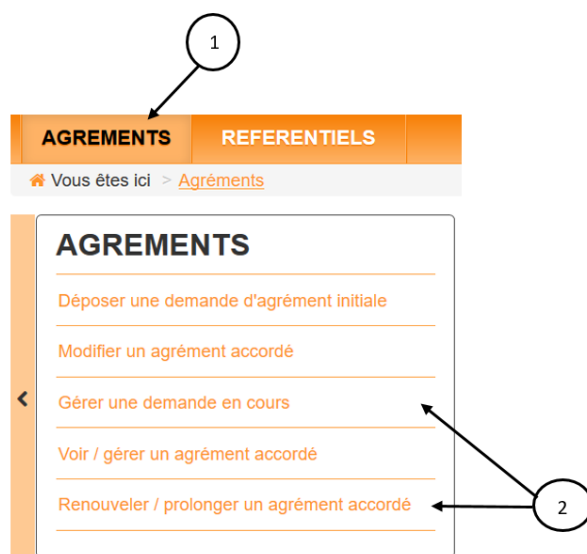 1
AGREMENTS REFERENTIELS
Vous êtes ici > Agréments
AGREMENTS
Déposer une demande d'agrément initiale
Modifier un agrément accordé
Gérer une demande en cours
Voir / gérer un agrément accordé
Renouveler / prolonger un agrément accordé
2